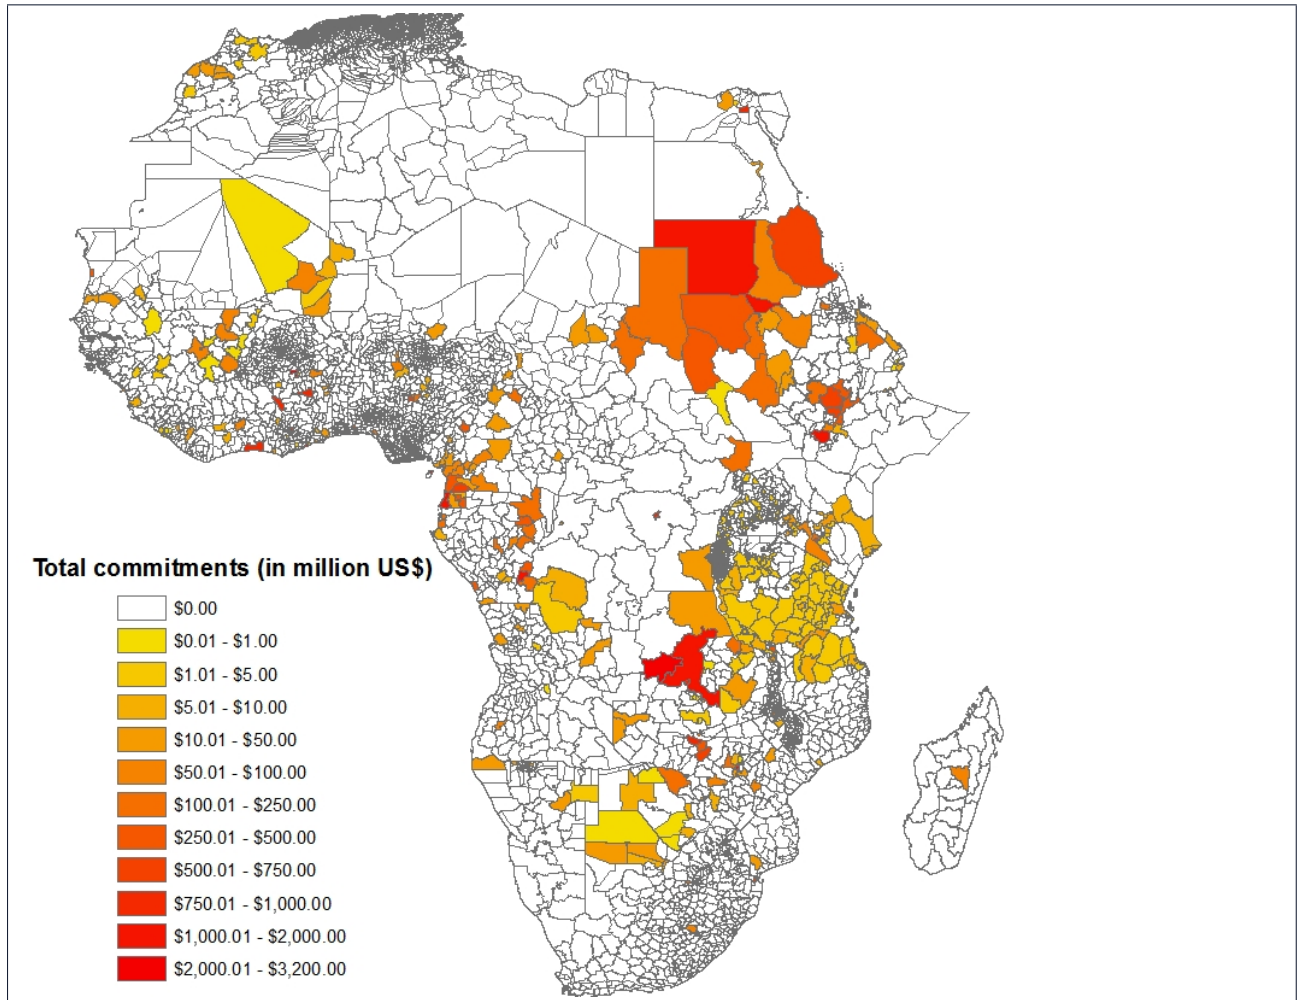 Total commitments (in million US$)
$0.00
$0.01 - $1.00
$1.01 - $5.00
$5.01 - $10.00
$10.01 - $50.00
$50.01 - $100.00
$100.01 - $250.00
$250.01 - $500.00
$500.01 - $750.00
$750.01 - $1,000.00
$1,000.01 - $2,000.00
$2,000.01 - $3,200.00